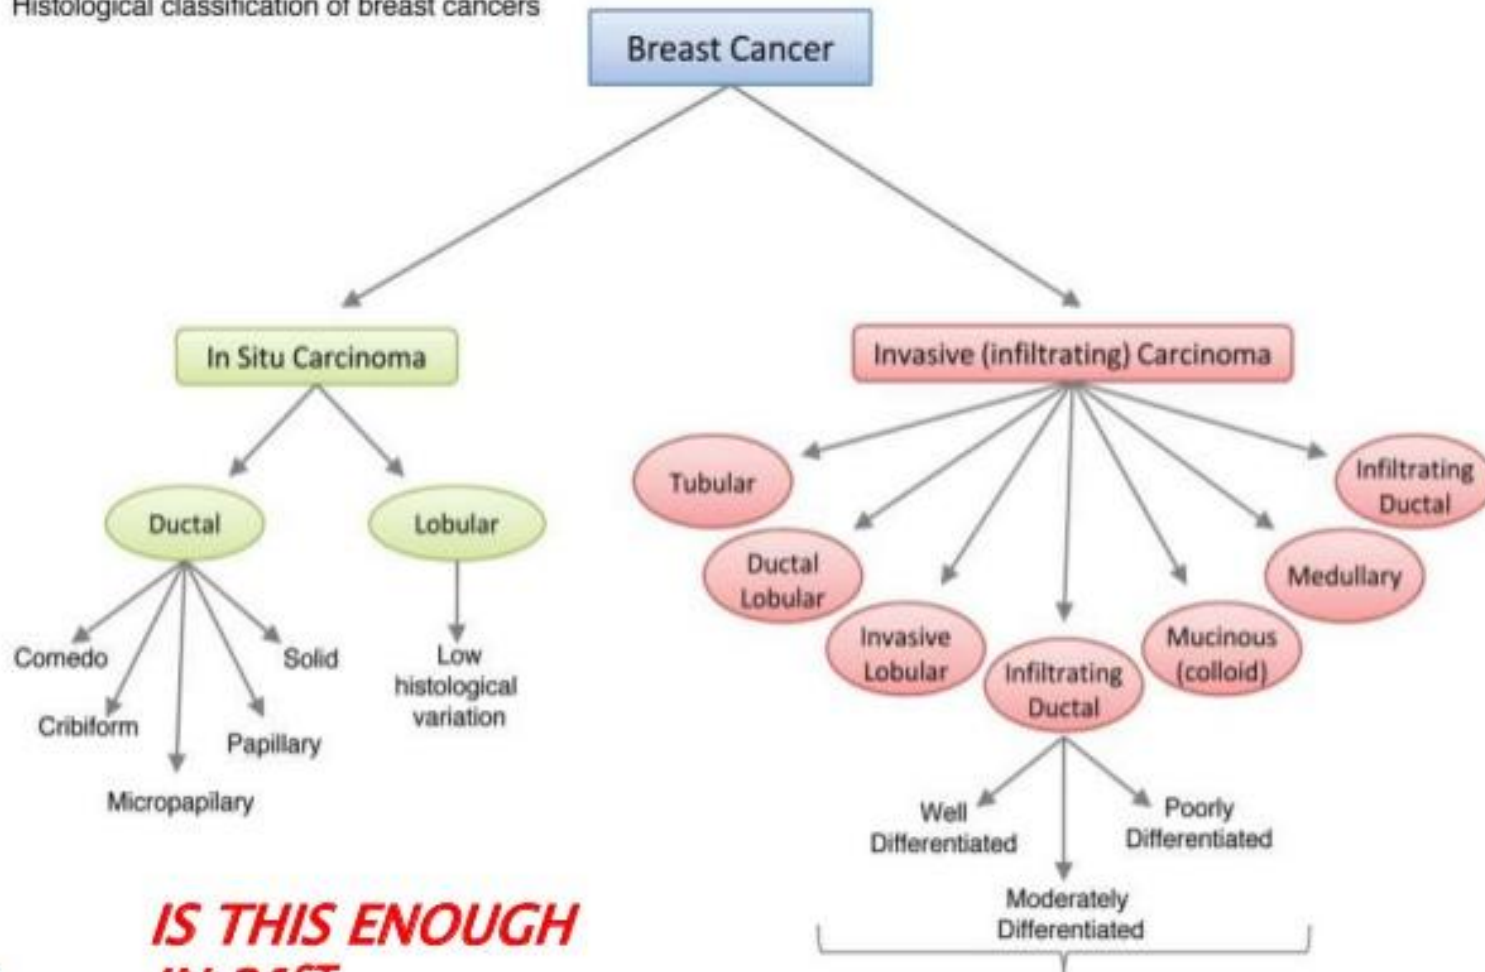 Histological classification of breast cancers
Breast Cancer
In Situ Carcinoma
Invasive (infiltrating) Carcinoma
Ductal
Lobular
Comedo
Cribiform
Micropapilary
Papillary
Solid
Low
histological
variation
Tubular
Ductal
Lobular
Invasive
Lobular
Infiltrating
Ductal
Mucinous
(colloid)
Medullary
Infiltrating
Ductal
Well
Differentiated
Moderately
Differentiated
Poorly
Differentiated
IS THIS ENOUGH
IN 21ST